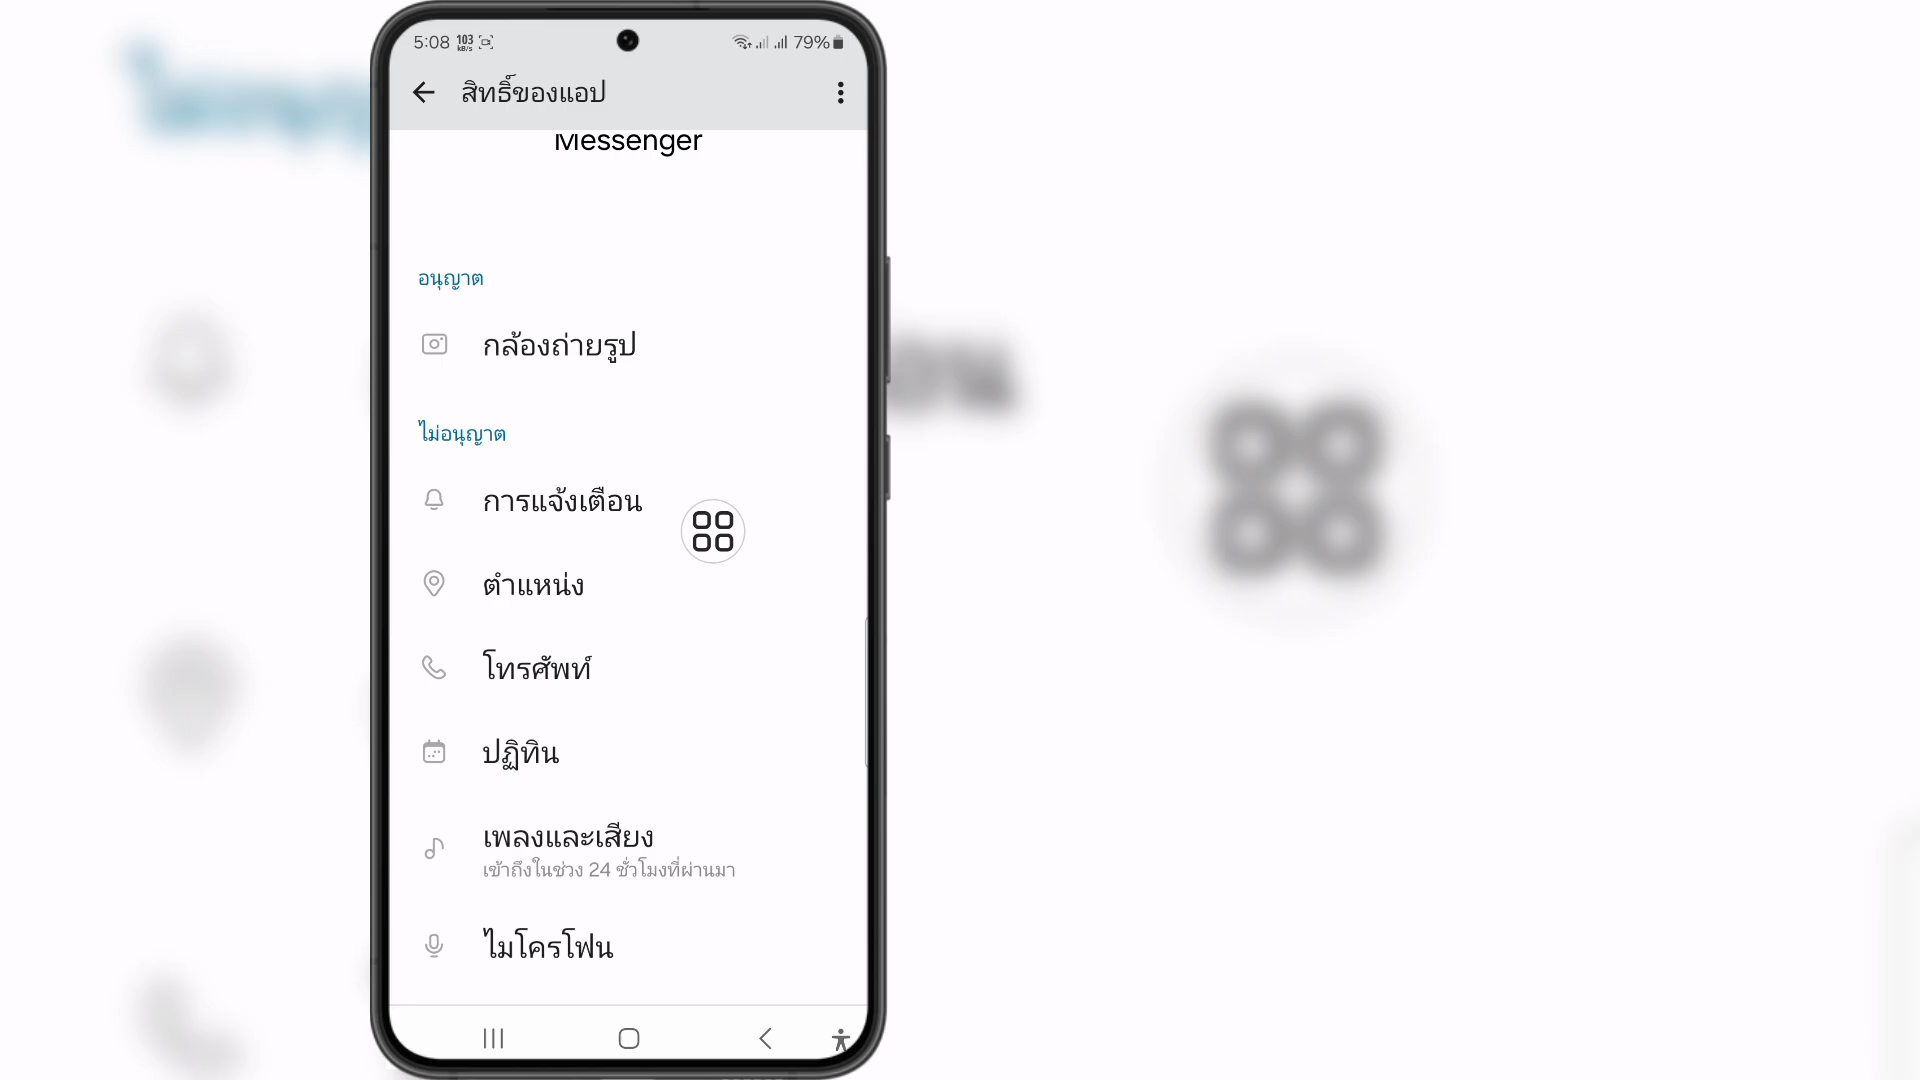 5:08 103 kB/s 79%
สิทธิ์ของแอป
Messenger
อนุญาต
กล้องถ่ายรูป
ไม่อนุญาต
การแจ้งเตือน
ตำแหน่ง
โทรศัพท์
ปฏิทิน
เพลงและเสียง
เข้าถึงในช่วง 24 ชั่วโมงที่ผ่านมา
ไมโครโฟน